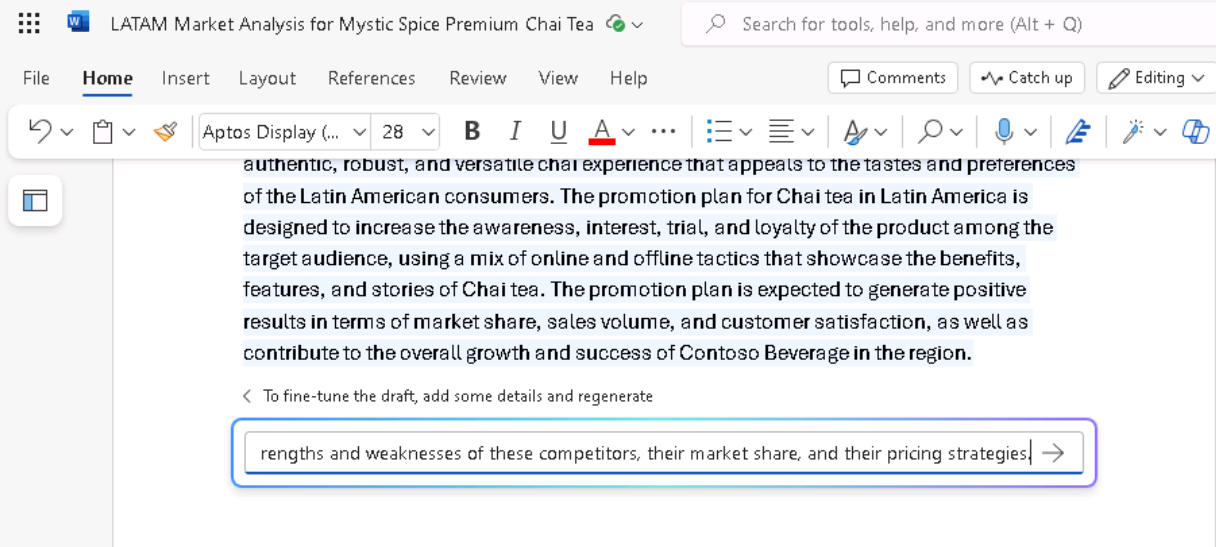 LATAM Market Analysis for Mystic Spice Premium Chai Tea
Search for tools, help, and more (Alt + Q)
File Home Insert Layout References Review View Help Comments Catch up Editing
Aptos Display (... 28 B I U A ...
authentic, robust, and versatile chai experience that appeals to the tastes and preferences
of the Latin American consumers. The promotion plan for Chai tea in Latin America is
designed to increase the awareness, interest, trial, and loyalty of the product among the
target audience, using a mix of online and offline tactics that showcase the benefits,
features, and stories of Chai tea. The promotion plan is expected to generate positive
results in terms of market share, sales volume, and customer satisfaction, as well as
contribute to the overall growth and success of Contoso Beverage in the region.
To fine-tune the draft, add some details and regenerate
rengths and weaknesses of these competitors, their market share, and their pricing strategies.